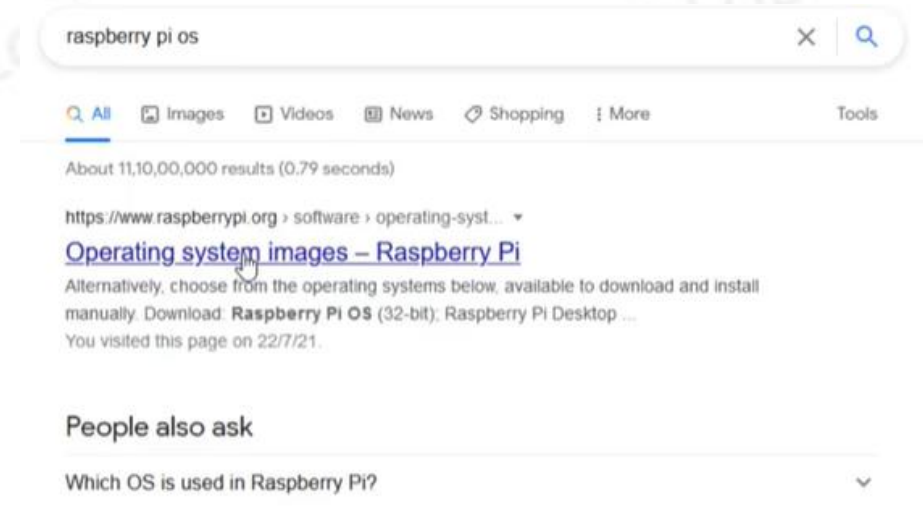 raspberry pi os
All Images Videos News Shopping More Tools
About 11,10,00,000 results (0.79 seconds)
https://www.raspberrypi.org › software › operating-syst...
Operating system images – Raspberry Pi
Alternatively, choose from the operating systems below, available to download and install
manually. Download: Raspberry Pi OS (32-bit); Raspberry Pi Desktop ...
You visited this page on 22/7/21.
People also ask
Which OS is used in Raspberry Pi?